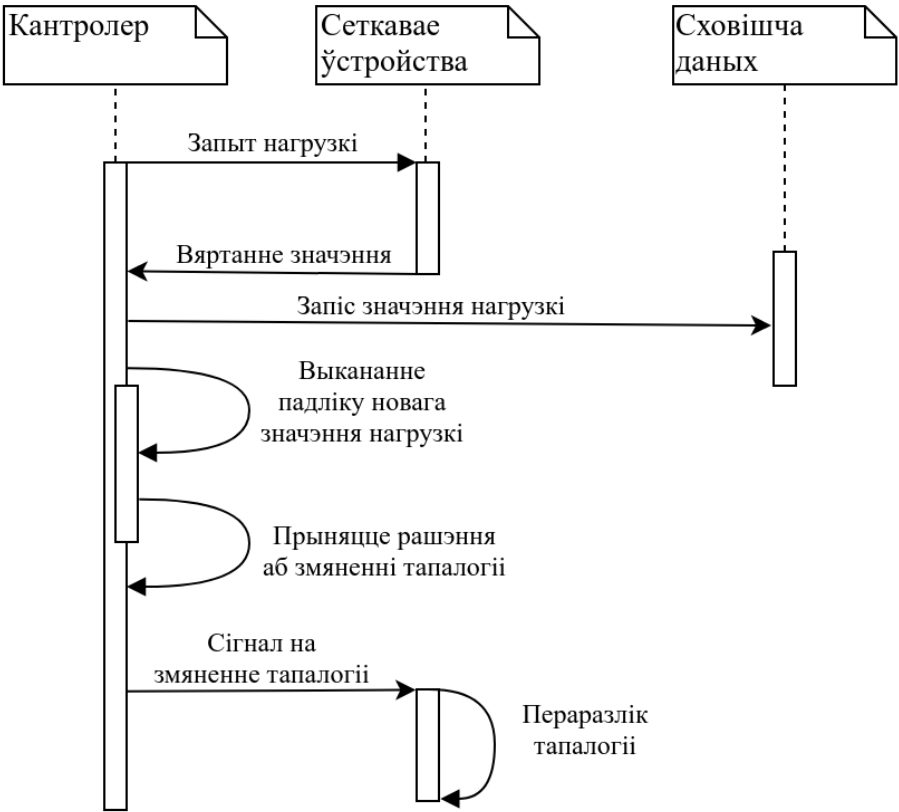 Кантролер
Сеткавае
ўстройства
Сховішча
даных
Запыт нагрузкі
Вяртанне значэння
Запіс значэння нагрузкі
Выкананне
падліку новага
значэння нагрузкі
Прыняцце рашэння
аб змяненні тапалогіі
Сігнал на
змяненне тапалогіі
Пераразлік
тапалогіі